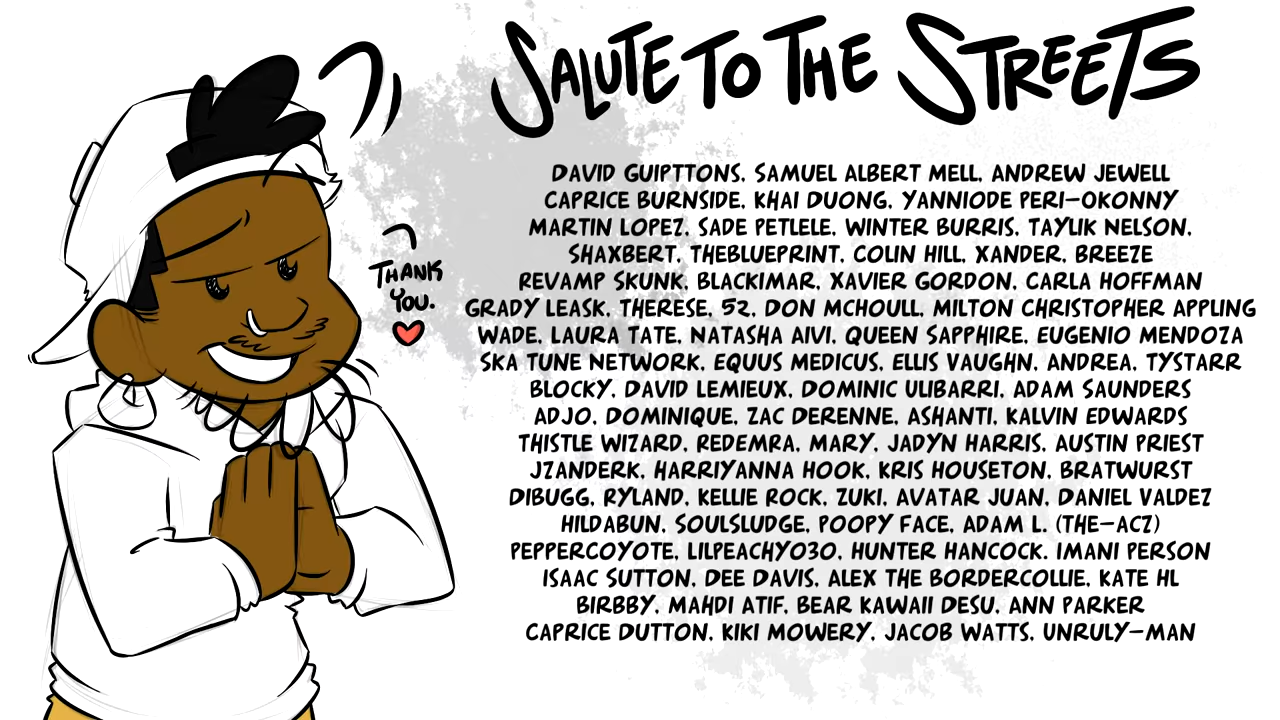 SALUTE TO THE STREETS
DAVID GUIPTTONS, SAMUEL ALBERT MELL, ANDREW JEWELL
CAPRICE BURNSIDE, KHAI DUONG, YANNIODE PERI-OKONNY
MARTIN LOPEZ, SADE PETLELE, WINTER BURRIS, TAYLIK NELSON,
SHAXBERT, THEBLUEPRINT, COLIN HILL, XANDER, BREEZE
REVAMP SKUNK, BLACKIMAR, XAVIER GORDON, CARLA HOFFMAN
GRADY LEASK, THERESE, 52, DON MCHOULL, MILTON CHRISTOPHER APPLING
WADE, LAURA TATE, NATASHA AIVI, QUEEN SAPPHIRE, EUGENIO MENDOZA
SKA TUNE NETWORK, EQUUS MEDICUS, ELLIS VAUGHN, ANDREA, TYSTARR
BLOCKY, DAVID LEMIEUX, DOMINIC ULIBARRI, ADAM SAUNDERS
ADJO, DOMINIQUE, ZAC DERENNE, ASHANTI, KALVIN EDWARDS
THISTLE WIZARD, REDEMRA, MARY, JADYN HARRIS, AUSTIN PRIEST
JZANDERK, HARRIYANNA HOOK, KRIS HOUSETON, BRATWURST
DIBUGG, RYLAND, KELLIE ROCK, ZUKI, AVATAR JUAN, DANIEL VALDEZ
HILDABUN, SOULSLUDGE, POOPY FACE, ADAM L. (THE-ACZ)
PEPPERCOYOTE, LILPEACHYO3O, HUNTER HANCOCK, IMANI PERSON
ISAAC SUTTON, DEE DAVIS, ALEX THE BORDERCOLLIE, KATE HL
BIRBBY, MAHDI ATIF, BEAR KAWAII DESU, ANN PARKER
CAPRICE DUTTON, KIKI MOWERY, JACOB WATTS, UNRULY-MAN
THANK
YOU.